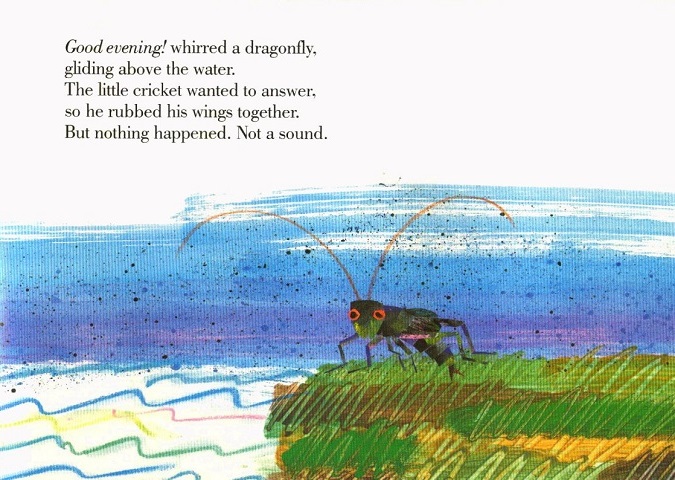 Good evening! whirred a dragonfly,
gliding above the water.
The little cricket wanted to answer,
so he rubbed his wings together.
But nothing happened. Not a sound.